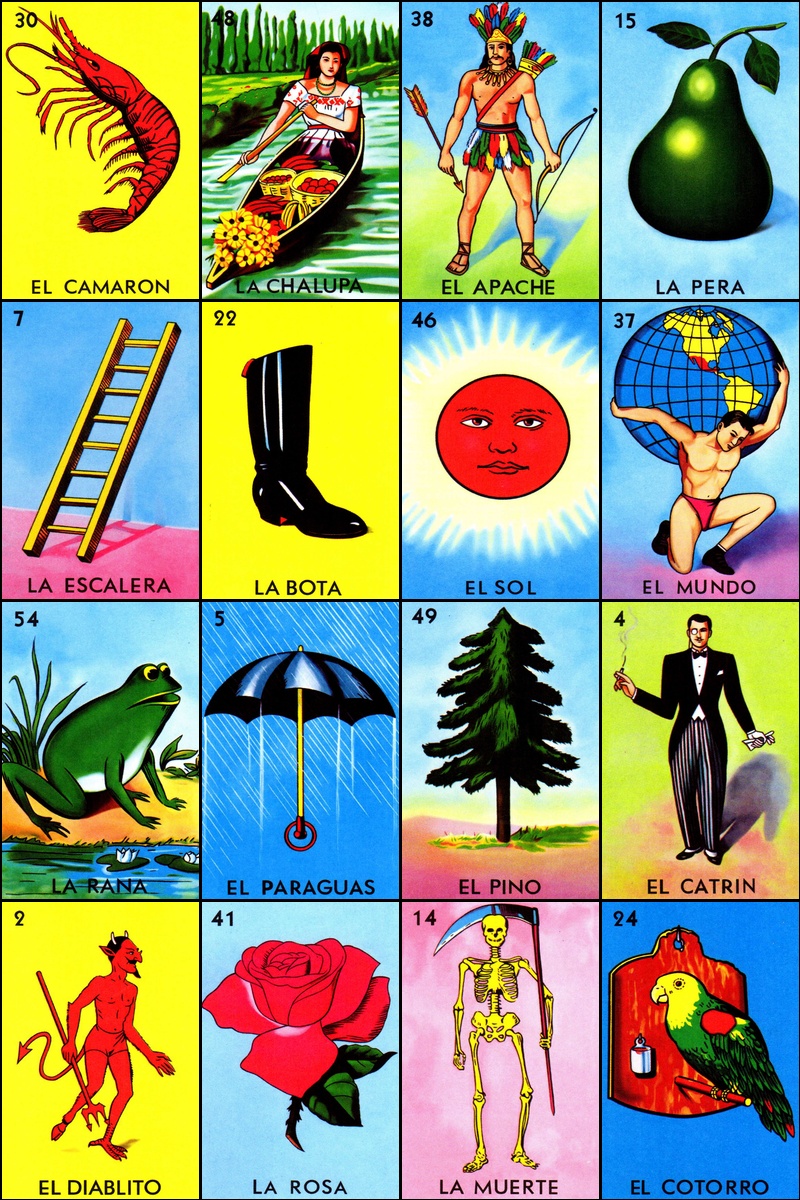 30
EL CAMARON
48
LA CHALUPA
38
EL APACHE
15
LA PERA
7
LA ESCALERA
22
LA BOTA
46
EL SOL
37
EL MUNDO
54
LA RANA
5
EL PARAGUAS
49
EL PINO
4
EL CATRIN
2
EL DIABLITO
41
LA ROSA
14
LA MUERTE
24
EL COTORRO